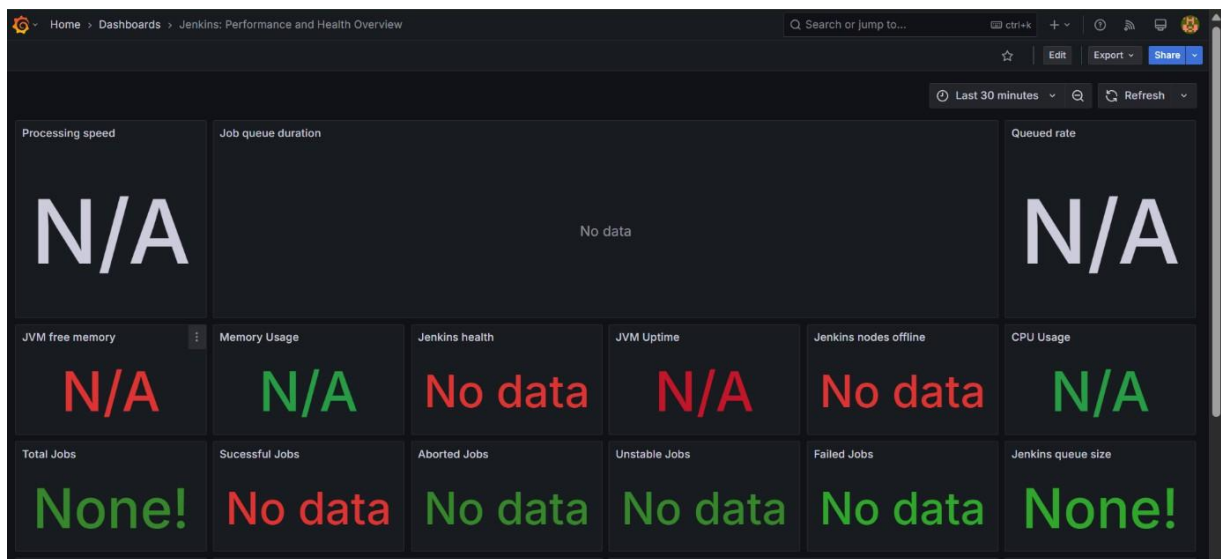 Home > Dashboards > Jenkins: Performance and Health Overview
Search or jump to...
ctrl+k
Edit
Export
Share
Last 30 minutes
Refresh
Processing speed
N/A
Job queue duration
No data
Queued rate
N/A
JVM free memory
N/A
Memory Usage
N/A
Jenkins health
No data
JVM Uptime
N/A
Jenkins nodes offline
No data
CPU Usage
N/A
Total Jobs
None!
Sucessful Jobs
No data
Aborted Jobs
No data
Unstable Jobs
No data
Failed Jobs
No data
Jenkins queue size
None!